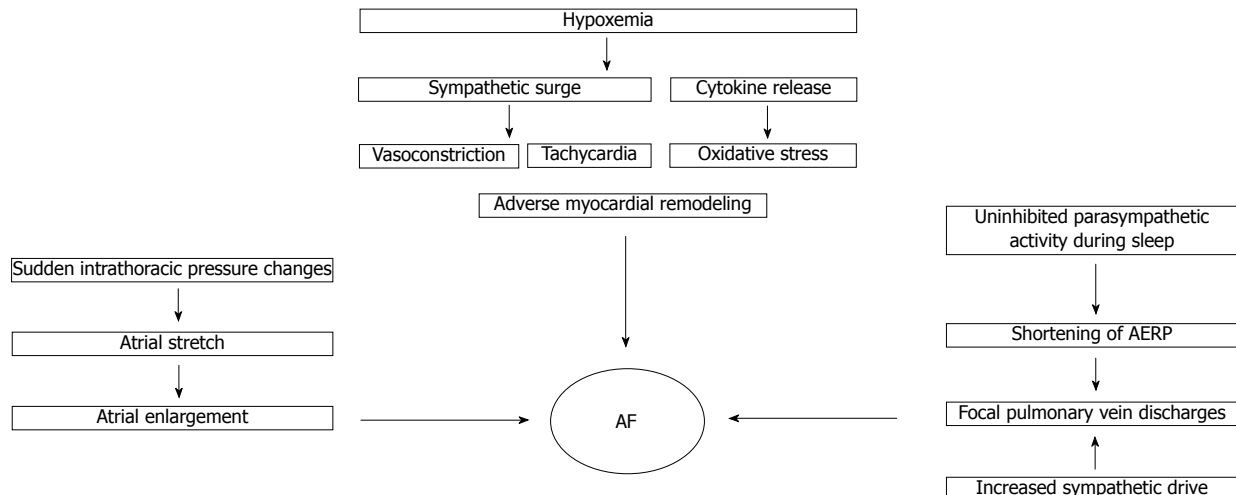 Hypoxemia
Sympathetic surge
Cytokine release
Vasoconstriction
Tachycardia
Oxidative stress
Adverse myocardial remodeling
Sudden intrathoracic pressure changes
Atrial stretch
Atrial enlargement
AF
Uninhibited parasympathetic
activity during sleep
Shortening of AERP
Focal pulmonary vein discharges
Increased sympathetic drive